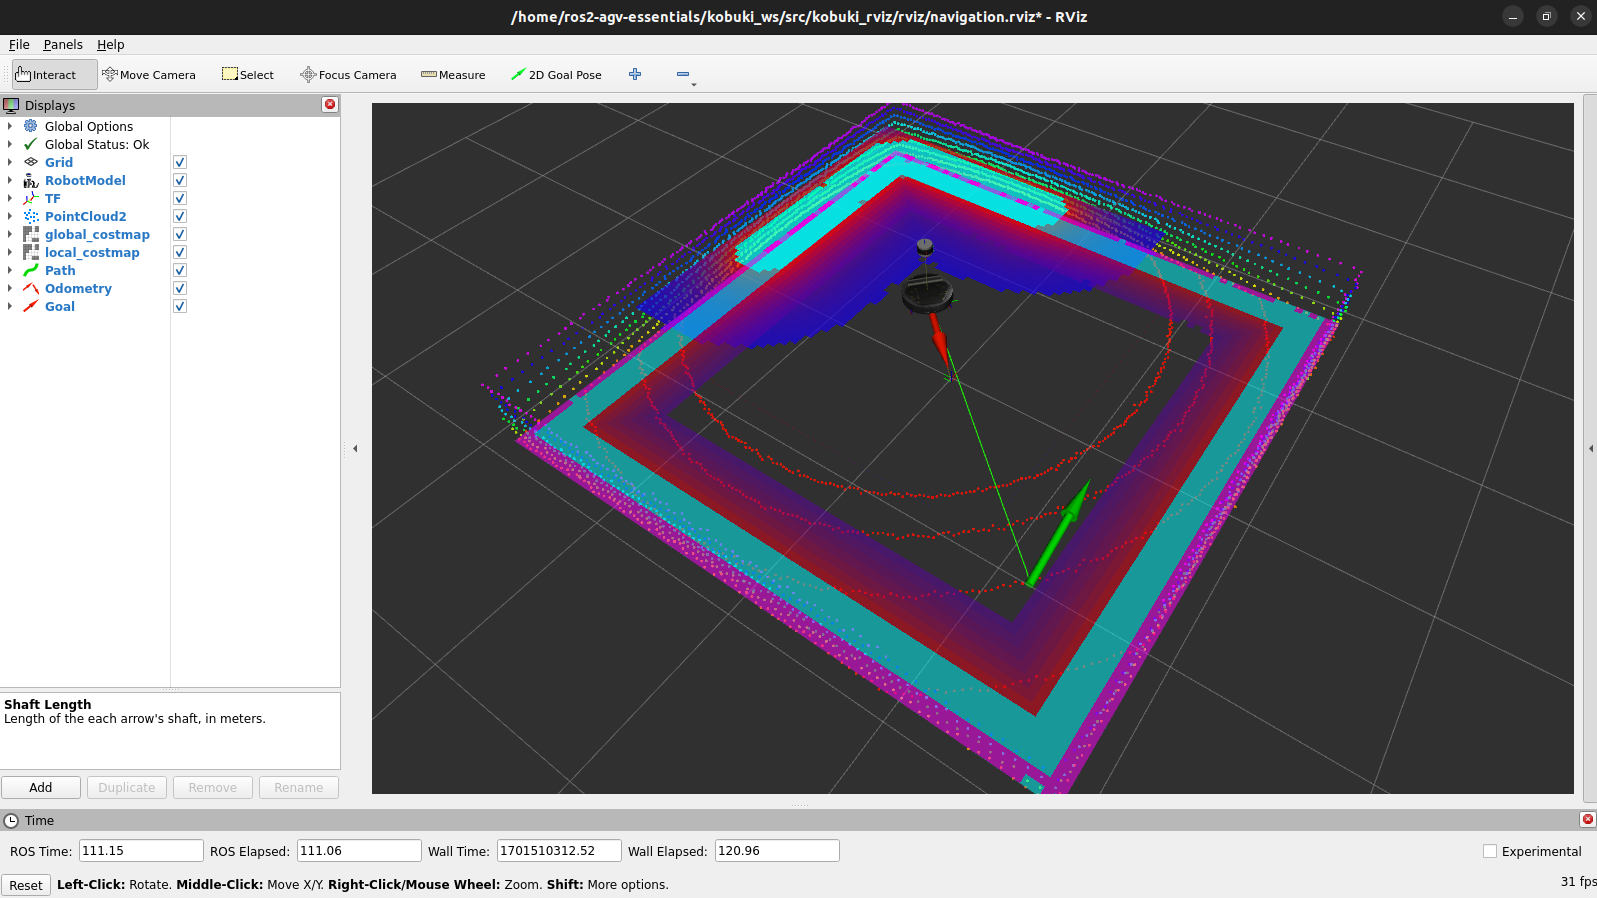 /home/ros2-agv-essentials/kobuki_ws/src/kobuki_rviz/rviz/navigation.rviz* - RViz
File Panels Help
Interact Move Camera Select Focus Camera Measure 2D Goal Pose
Displays
Global Options
Global Status: Ok
Grid
RobotModel
TF
PointCloud2
global_costmap
local_costmap
Path
Odometry
Goal
Shaft Length
Length of the each arrow's shaft, in meters.
Add Duplicate Remove Rename
Time
ROS Time: 111.15 ROS Elapsed: 111.06 Wall Time: 1701510312.52 Wall Elapsed: 120.96 Experimental
Reset Left-Click: Rotate. Middle-Click: Move X/Y. Right-Click/Mouse Wheel: Zoom. Shift: More options. 31 fps